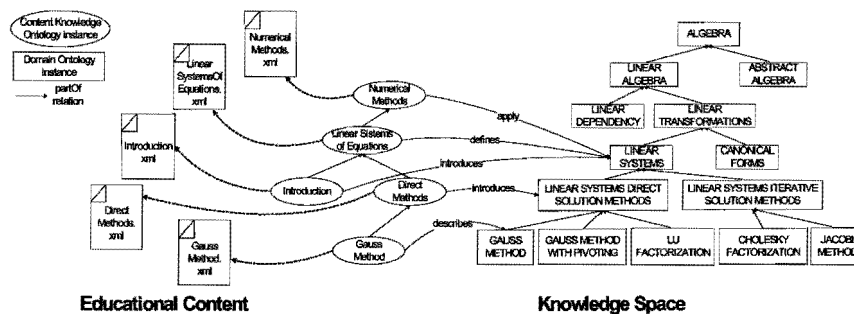 Content Knowledge
Ontology instance
Domain Ontology
instance
partOf
relation
Numerical
Methods.
xml
Linear
SystemsOf
Equations.
xml
Introduction.
xml
Direct
Methods.
xml
Gauss
Method.
xml
Numerical
Methods
Linear Sistems
of Equations
Introduction
Direct
Methods
Gauss
Method
apply
defines
introduces
introduces
describes
ALGEBRA
LINEAR
ALGEBRA
ABSTRACT
ALGEBRA
LINEAR
DEPENDENCY
LINEAR
TRANSFORMATIONS
LINEAR
SYSTEMS
CANONICAL
FORMS
LINEAR SYSTEMS DIRECT
SOLUTION METHODS
LINEAR SYSTEMS ITERATIVE
SOLUTION METHODS
GAUSS
METHOD
GAUSS METHOD
WITH PIVOTING
LU
FACTORIZATION
CHOLESKY
FACTORIZATION
JACOBI
METHOD
Educational Content
Knowledge Space